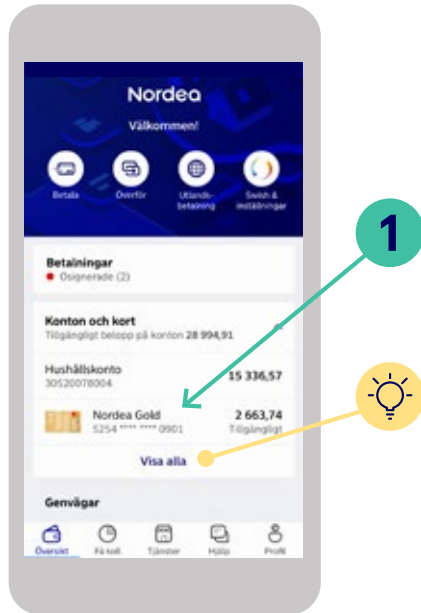 Nordea
Välkommen!
Betala
Överför
Utlands-
betalning
Swish &
inställningar
1
Betalningar
Osignerade (2)
Konton och kort
Tillgängligt belopp på konton 28 994,91
Hushållskonto
15 336,57
30520078004
Nordea Gold
2 663,74
5254 **** **** 0901
Tillgängligt
Visa alla
Genvägar
Översikt
Få koll
Tjänster
Hjälp
Profil